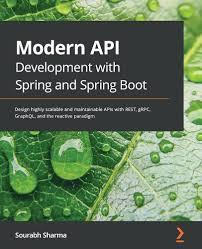 Modern API
Development with
Spring and Spring Boot
Design highly scalable and maintainable APIs with REST, gRPC,
GraphQL, and the reactive paradigm
Sourabh Sharma